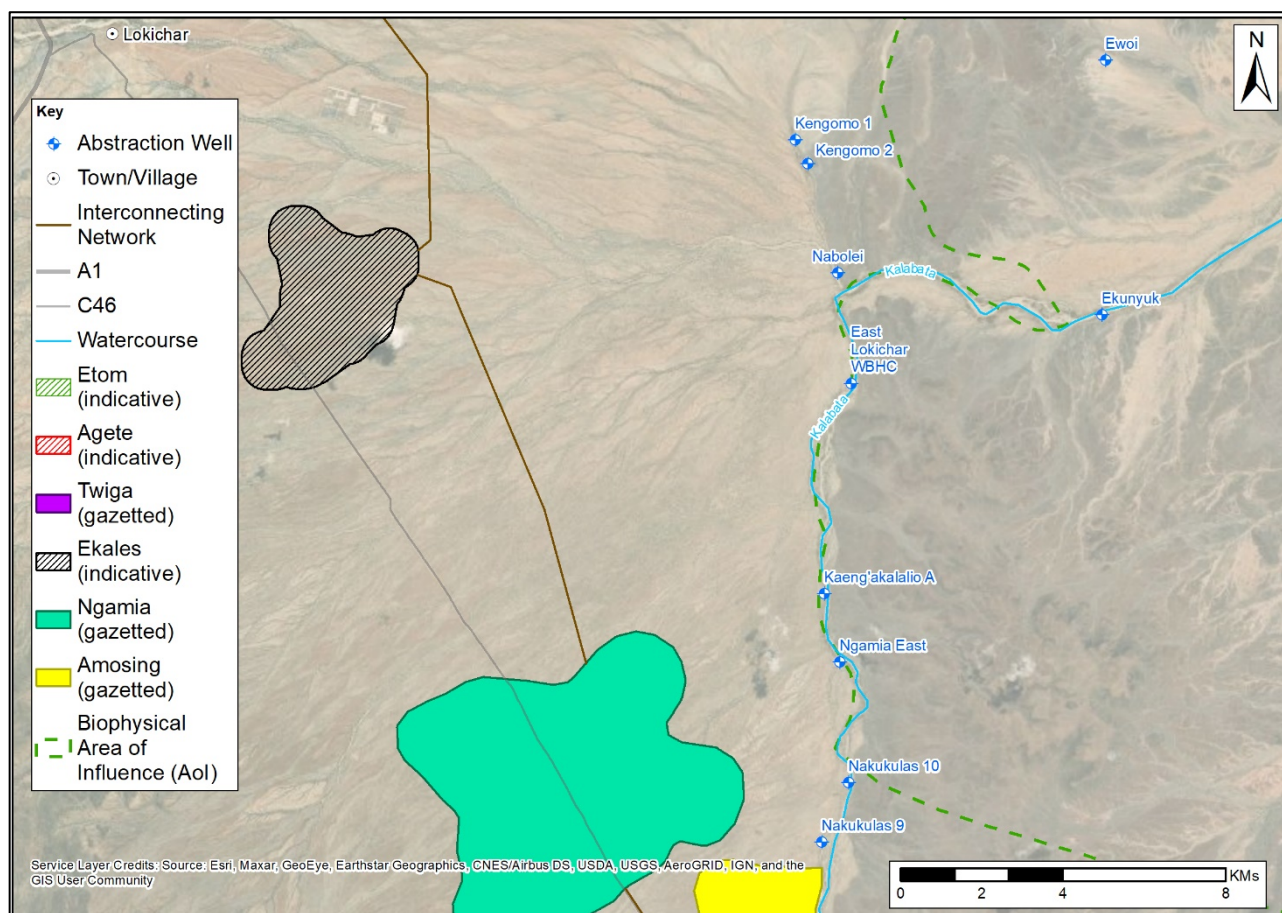 Lokichar
Ewoi
N
Key
Abstraction Well
Town/Village
Interconnecting
Network
A1
C46
Watercourse
Etom
(indicative)
Agete
(indicative)
Twiga
(gazetted)
Ekales
(indicative)
Ngamia
(gazetted)
Amosing
(gazetted)
Biophysical
Area of
Influence (AoI)
Kengomo 1
Kengomo 2
Nabolei
Kalabata
Ekunyuk
East
Lokichar
WBHC
Kalabata
Kaeng'akalalio A
Ngamia East
Nakukulas 10
Nakukulas 9
Service Layer Credits: Source: Esri, Maxar, GeoEye, Earthstar Geographics, CNES/Airbus DS, USDA, USGS, AeroGRID, IGN, and the
GIS User Community
KMs
0 2 4 8